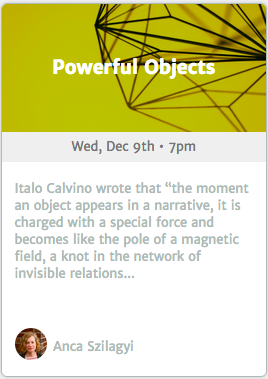 Powerful Objects
Wed, Dec 9th • 7pm
Italo Calvino wrote that “the moment
an object appears in a narrative, it is
charged with a special force and
becomes like the pole of a magnetic
field, a knot in the network of
invisible relations...
Anca Szilagyi